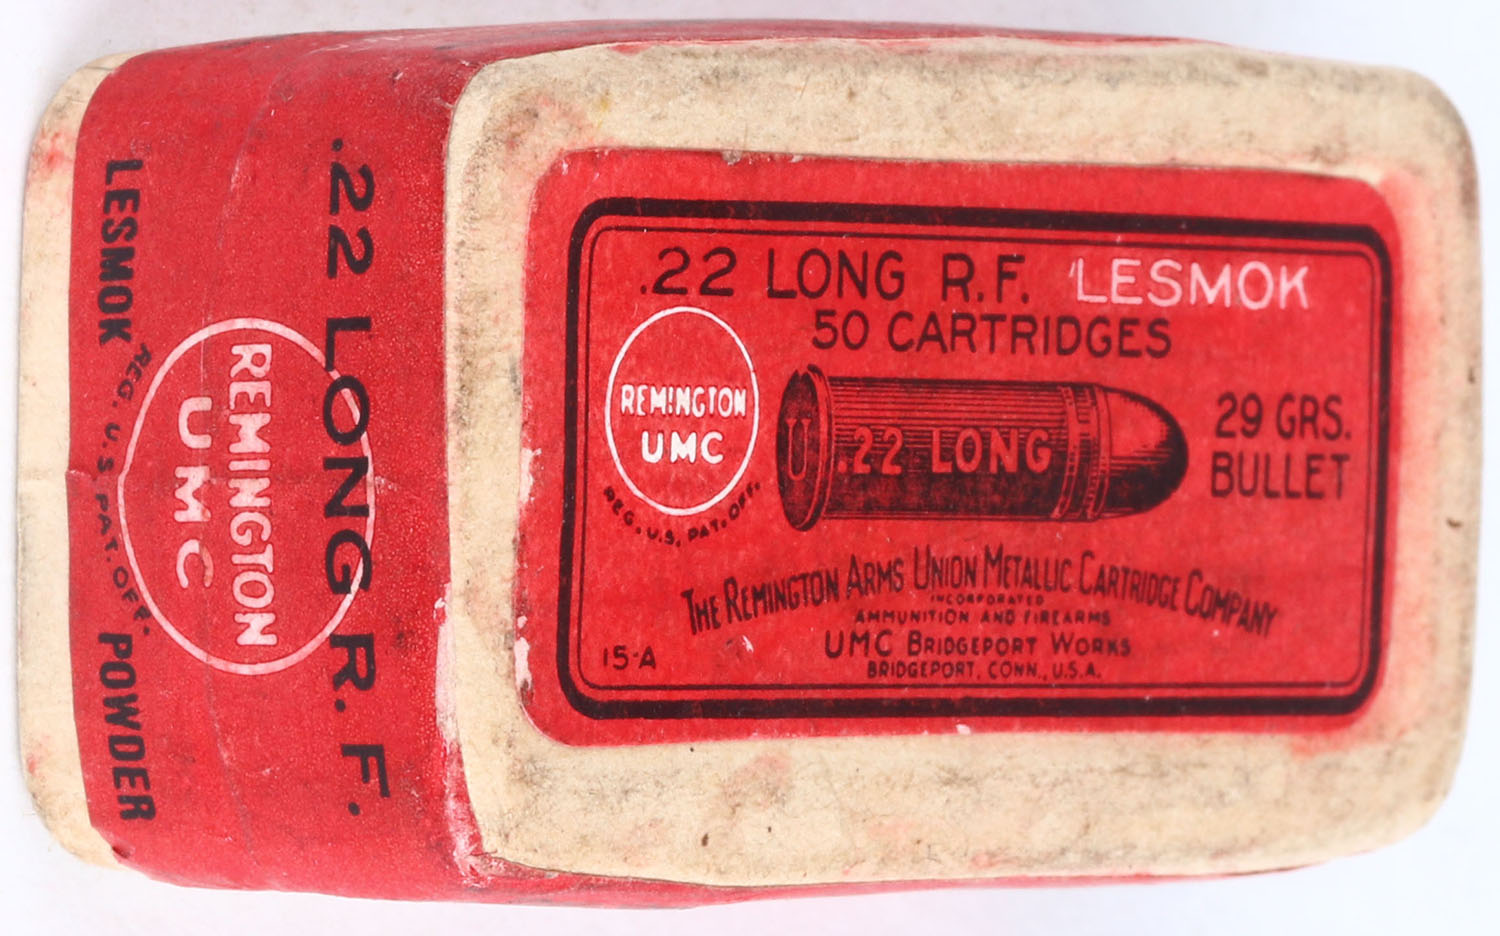 .22 LONG R.F. 'LESMOK
50 CARTRIDGES
REMINGTON
UMC
REG. U.S. PAT. OFF.
U .22 LONG
29 GRS.
BULLET
THE REMINGTON ARMS UNION METALLIC CARTRIDGE COMPANY
INCORPORATED
AMMUNITION AND FIREARMS
UMC BRIDGEPORT WORKS
BRIDGEPORT, CONN., U.S.A.
15-A
.22 LONG R. F.
REMINGTON
UMC
REG. U.S. PAT. OFF.
LESMOK POWDER